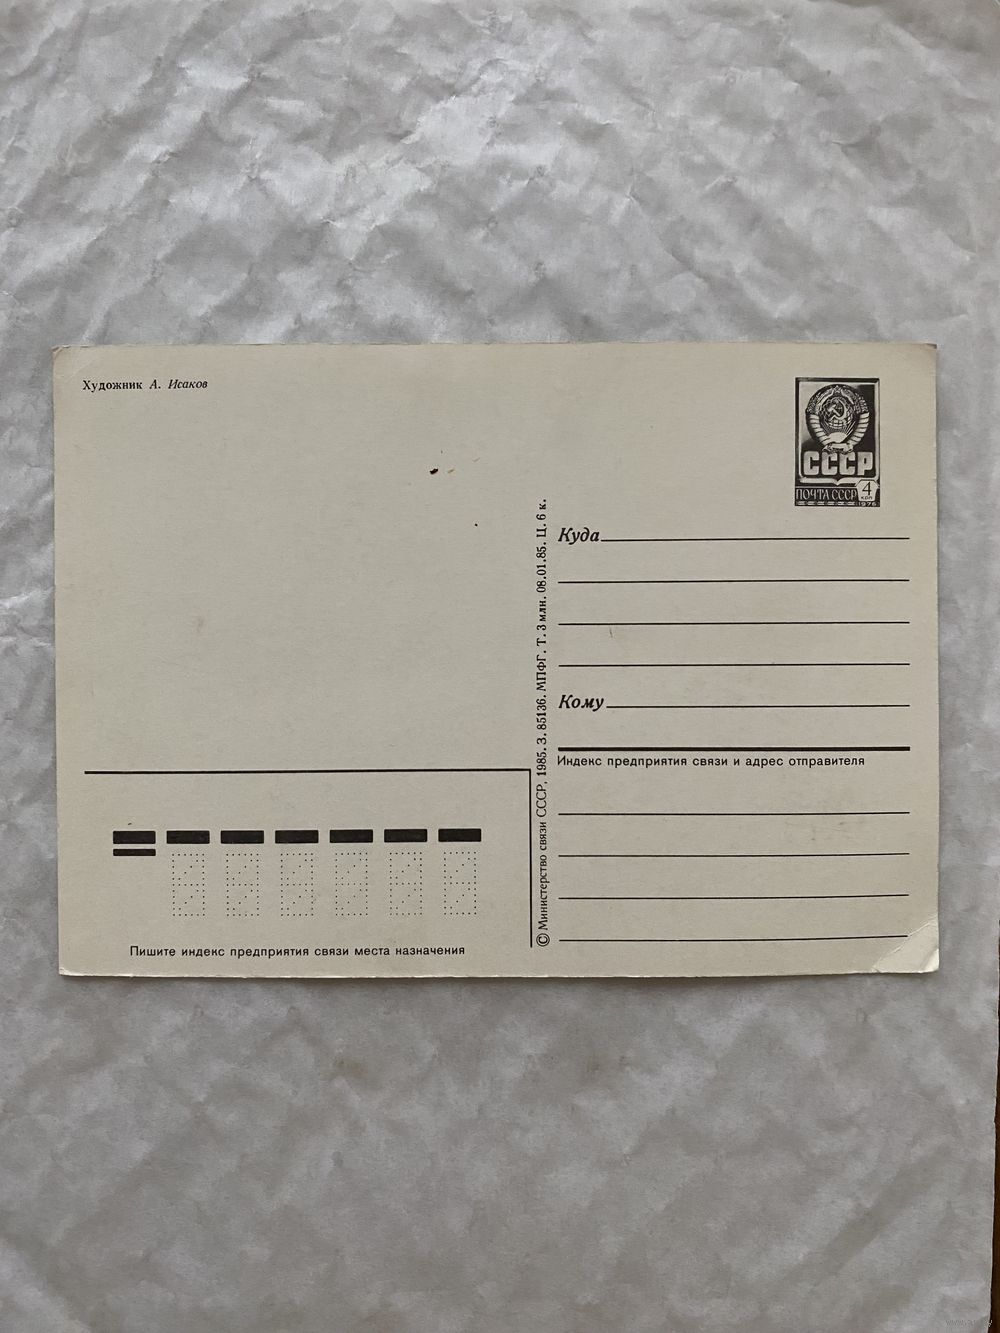 Художник А. Исаков
СССР
ПОЧТА СССР
4
КОП
1976
Куда
Кому
Индекс предприятия связи и адрес отправителя
© Министерство связи СССР, 1985. З. 85136. МПФГ. Т. 3 млн. 08.01.85. Ц. 6 к.
Пишите индекс предприятия связи места назначения